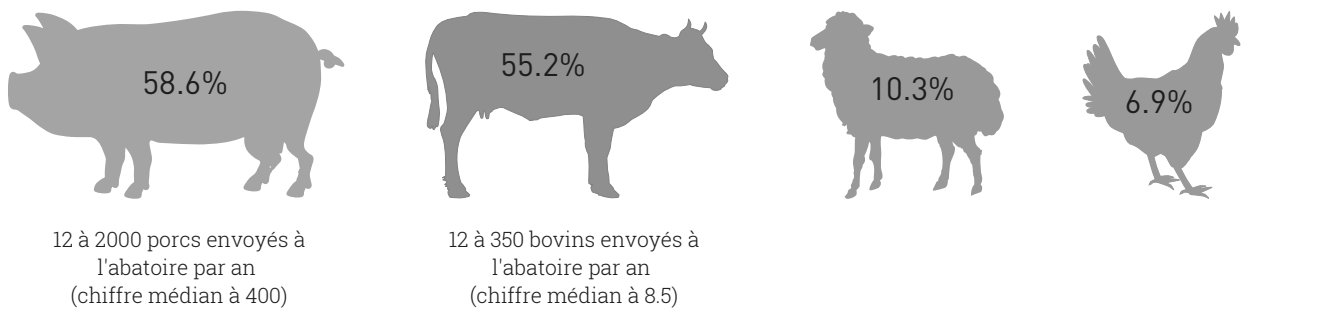 58.6%
55.2%
10.3%
6.9%
12 à 2000 porcs envoyés à
l'abatoire par an
(chiffre médian à 400)
12 à 350 bovins envoyés à
l'abatoire par an
(chiffre médian à 8.5)